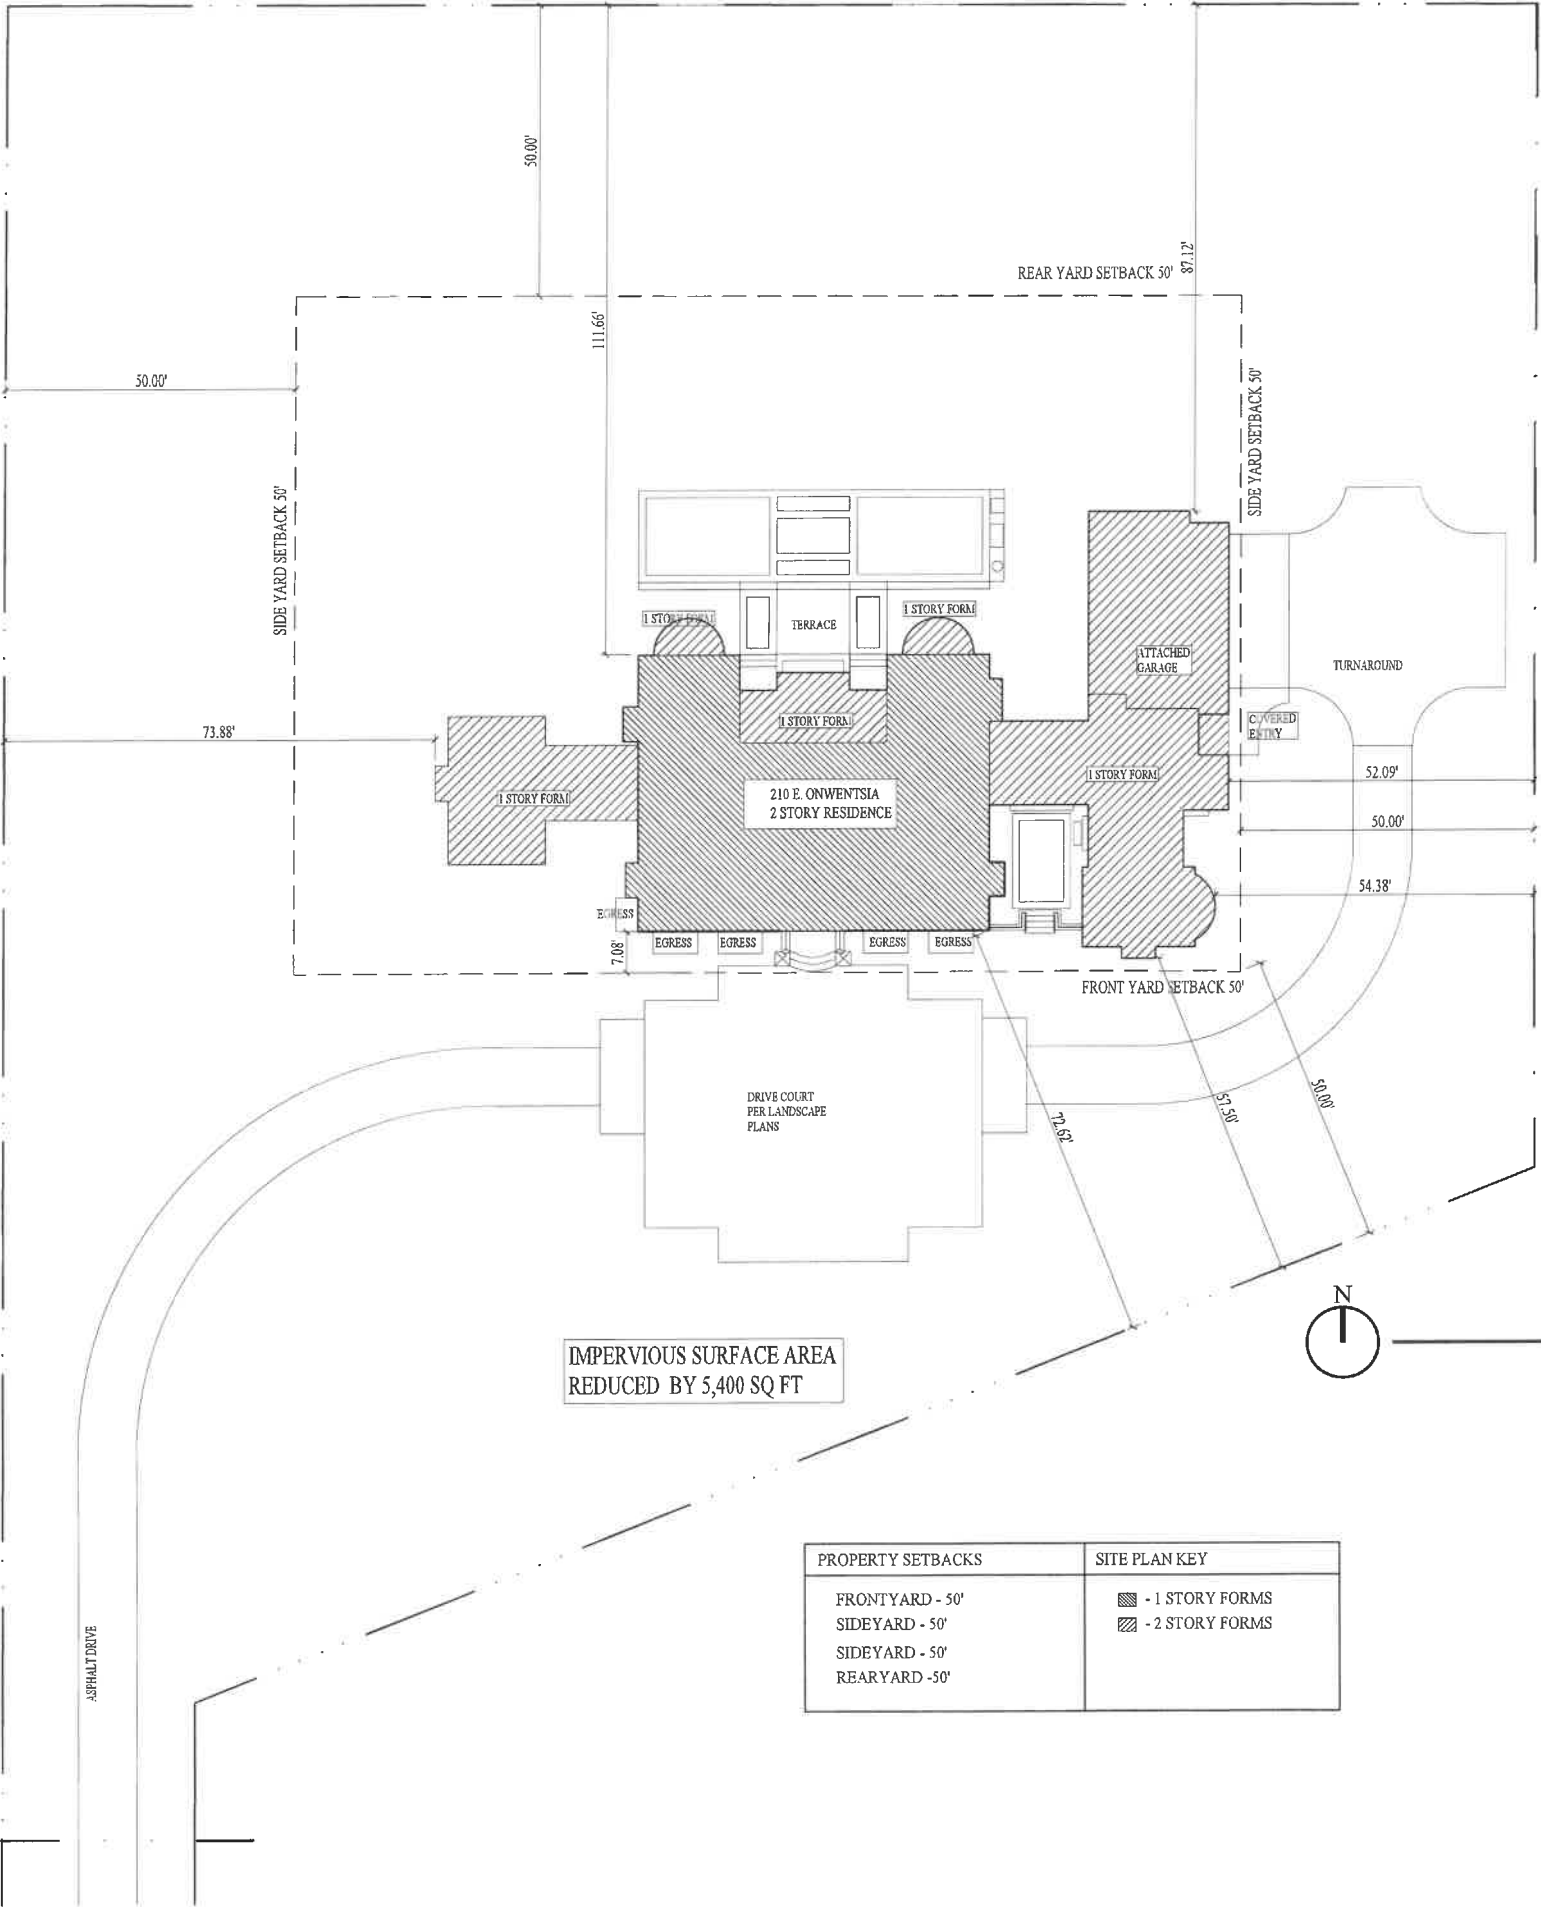 50.00'
REAR YARD SETBACK 50'
87.12'
111.66'
50.00'
SIDE YARD SETBACK 50'
SIDE YARD SETBACK 50'
1 STORY FORM
1 STORY FORM
TERRACE
ATTACHED
GARAGE
TURNAROUND
73.88'
1 STORY FORM
COVERED
ENTRY
1 STORY FORM
52.09'
1 STORY FORM
210 E. ONWENTSIA
2 STORY RESIDENCE
50.00'
54.38'
EGRESS
EGRESS
EGRESS
EGRESS
EGRESS
7.08'
FRONT YARD SETBACK 50'
DRIVE COURT
PER LANDSCAPE
PLANS
72.62'
57.50'
50.00'
N
IMPERVIOUS SURFACE AREA
REDUCED BY 5,400 SQ FT
PROPERTY SETBACKS
SITE PLAN KEY
FRONTYARD - 50'
- 1 STORY FORMS
SIDEYARD - 50'
- 2 STORY FORMS
SIDEYARD - 50'
REARYARD -50'
ASPHALT DRIVE